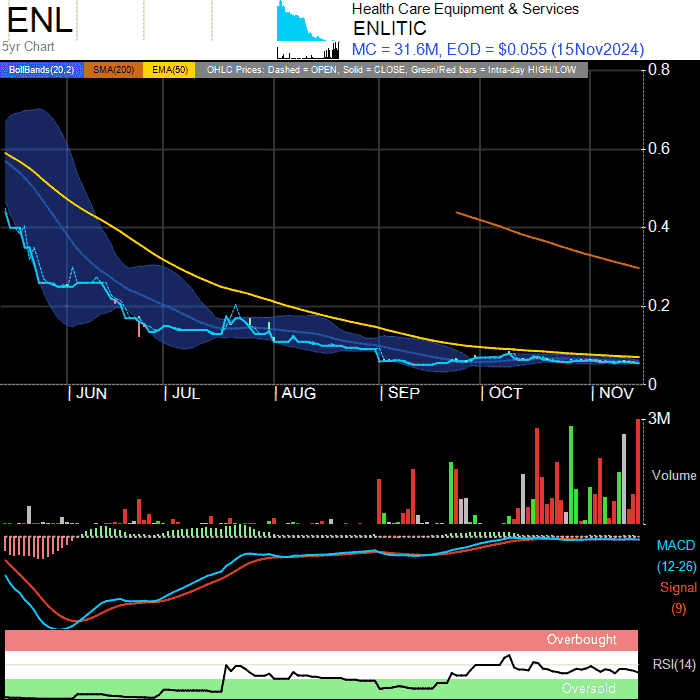 ENL
5yr Chart
Health Care Equipment & Services
ENLITIC
MC = 31.6M, EOD = $0.055 (15Nov2024)
BollBands(20,2) SMA(200) EMA(50) OHLC Prices: Dashed = OPEN, Solid = CLOSE, Green/Red bars = Intra-day HIGH/LOW
0.8
0.6
0.4
0.2
0
| JUN | JUL | AUG | SEP | OCT | NOV
3M
Volume
MACD
(12-26)
Signal
(9)
Overbought
RSI(14)
Oversold